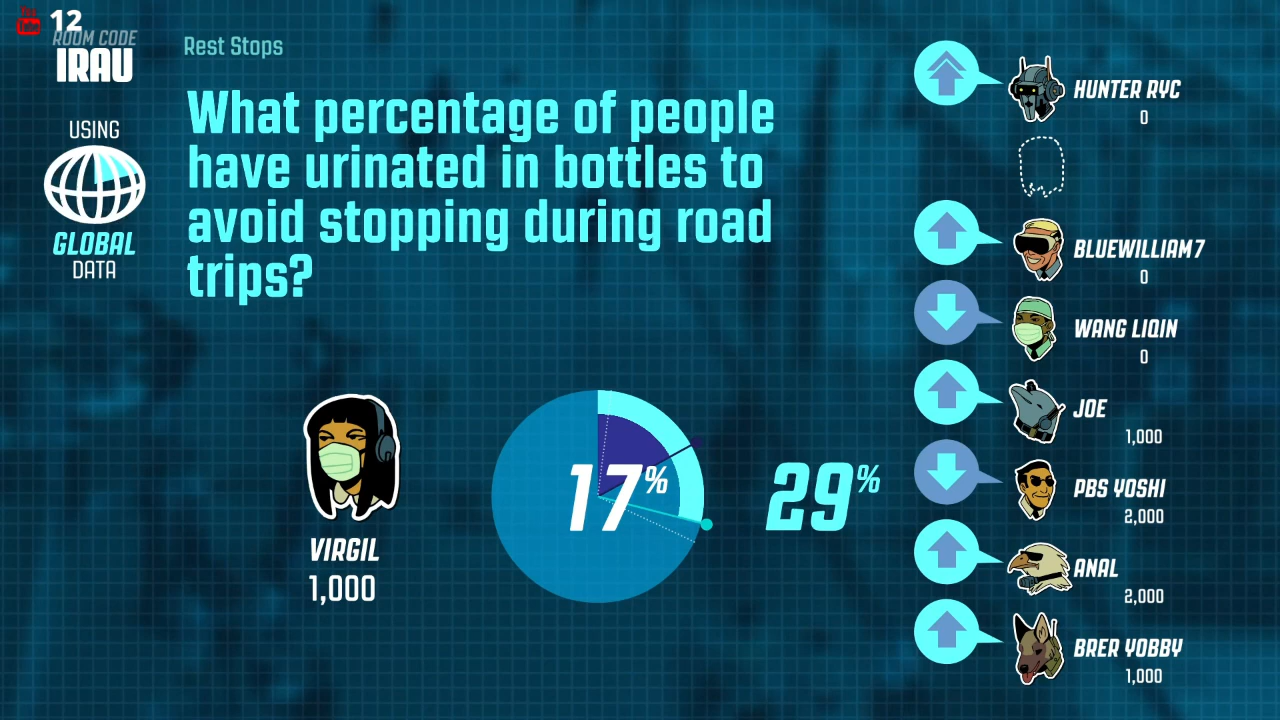 You
Tube
12
ROOM CODE
IRAU
USING
GLOBAL
DATA
Rest Stops
What percentage of people
have urinated in bottles to
avoid stopping during road
trips?
VIRGIL
1,000
17%
29%
HUNTER RYC
0
BLUEWILLIAM7
0
WANG LIQIN
0
JOE
1,000
PBS YOSHI
2,000
ANAL
2,000
BRER YOBBY
1,000